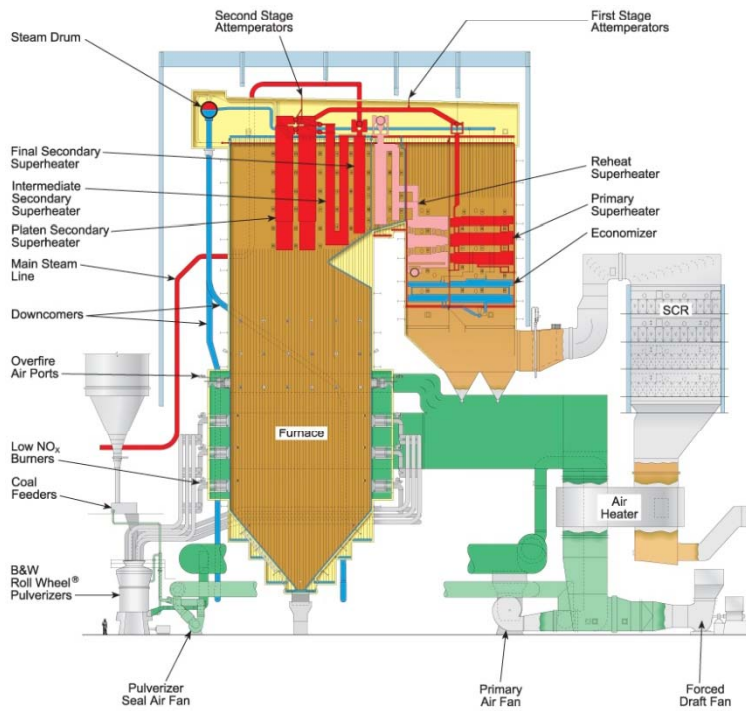 Second Stage
Attemperators
First Stage
Attemperators
Steam Drum
Final Secondary
Superheater
Intermediate
Secondary
Superheater
Platen Secondary
Superheater
Main Steam
Line
Downcomers
Overfire
Air Ports
Low NOx
Burners
Coal
Feeders
B&W
Roll Wheel®
Pulverizers
Reheat
Superheater
Primary
Superheater
Economizer
SCR
Furnace
Air
Heater
Pulverizer
Seal Air Fan
Primary
Air Fan
Forced
Draft Fan